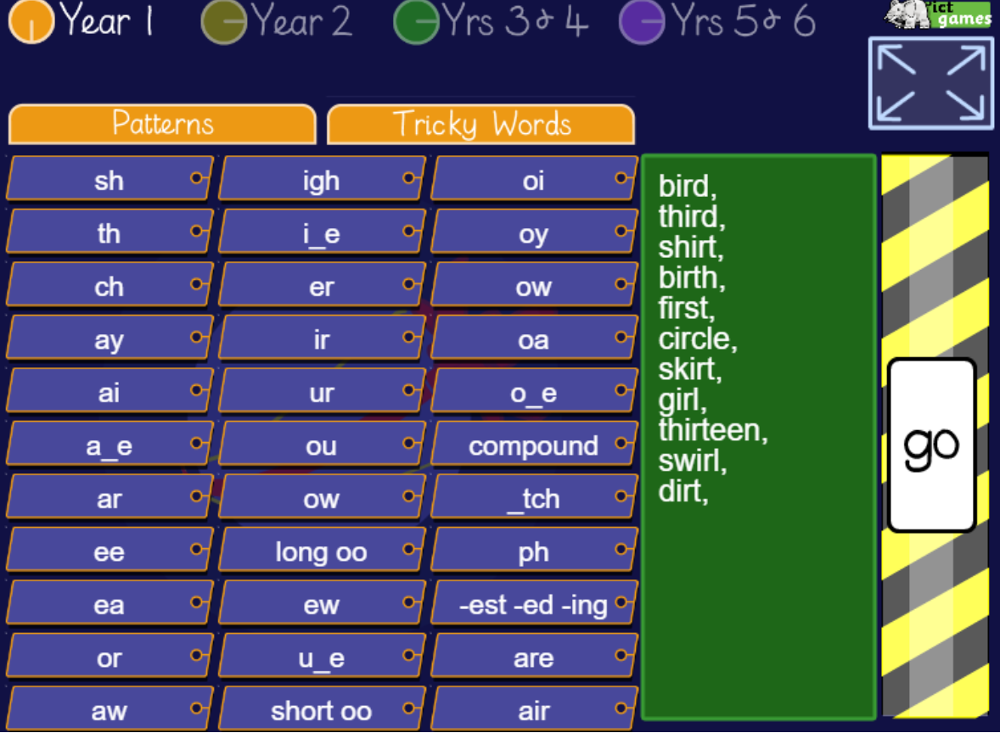 Year 1
Year 2
Yrs 3 & 4
Yrs 5 & 6
Pict
games
Patterns
Tricky Words
sh
igh
oi
th
i_e
oy
ch
er
ow
ay
ir
oa
ai
ur
o_e
a_e
ou
compound
ar
ow
_tch
ee
long oo
ph
ea
ew
-est -ed -ing
or
u_e
are
aw
short oo
air
bird,
third,
shirt,
birth,
first,
circle,
skirt,
girl,
thirteen,
swirl,
dirt,
go